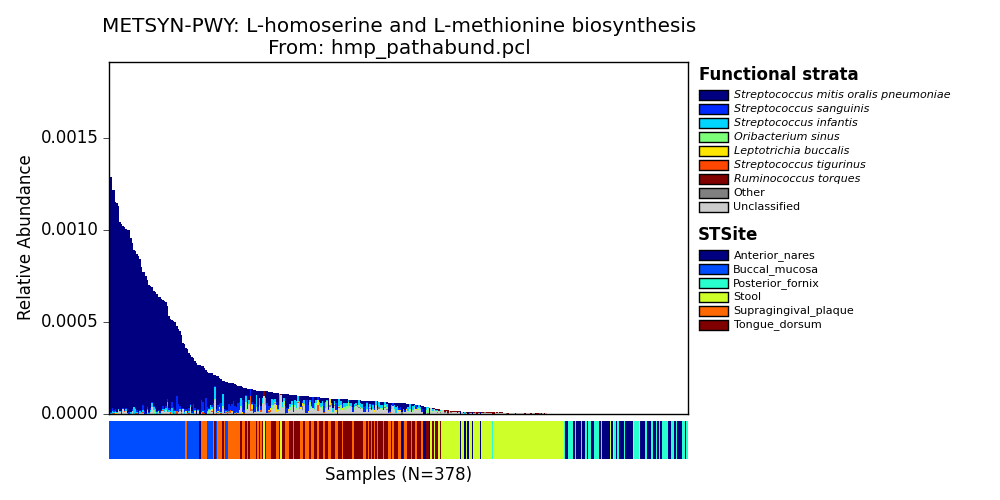 METSYN-PWY: L-homoserine and L-methionine biosynthesis
From: hmp_pathabund.pcl
Relative Abundance
0.0015
0.0010
0.0005
0.0000
Samples (N=378)
Functional strata
Streptococcus mitis oralis pneumoniae
Streptococcus sanguinis
Streptococcus infantis
Oribacterium sinus
Leptotrichia buccalis
Streptococcus tigurinus
Ruminococcus torques
Other
Unclassified
STSite
Anterior_nares
Buccal_mucosa
Posterior_fornix
Stool
Supragingival_plaque
Tongue_dorsum